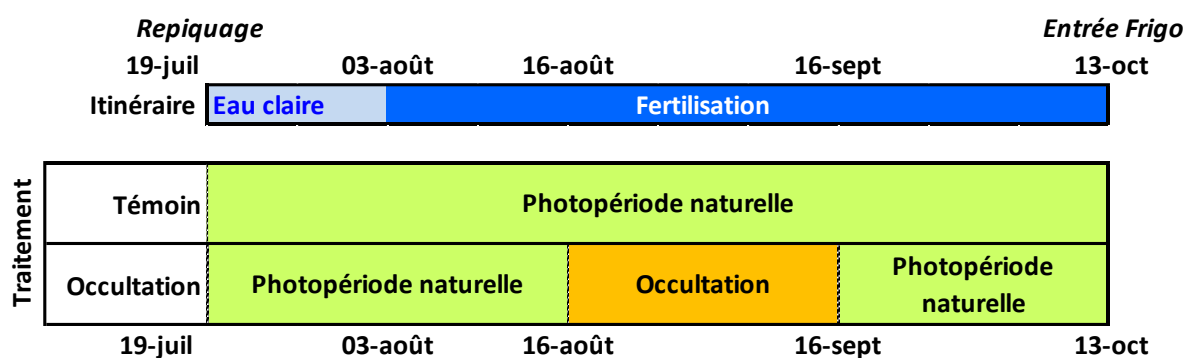 Repiquage Entrée Frigo
19-juil 03-août 16-août 16-sept 13-oct
Itinéraire Eau claire Fertilisation
Traitement
Témoin Photopériode naturelle
Occultation Photopériode naturelle Occultation Photopériode
naturelle
19-juil 03-août 16-août 16-sept 13-oct